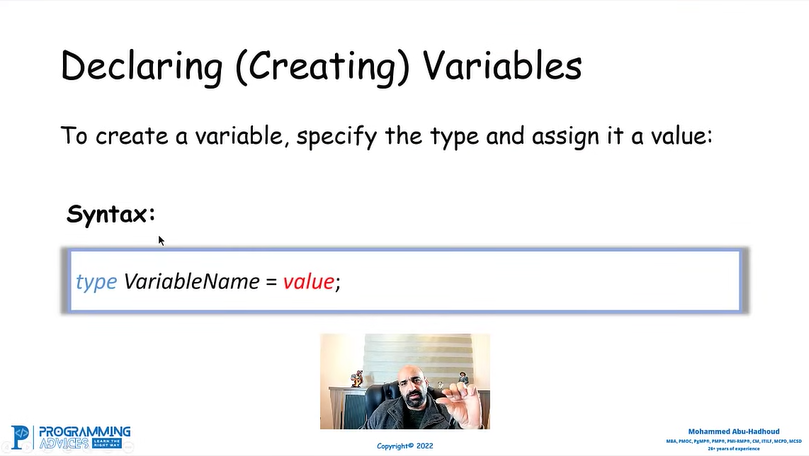 Declaring (Creating) Variables
To create a variable, specify the type and assign it a value:
Syntax:
type VariableName = value;
PROGRAMMING
ADVICES LEARN THE RIGHT WAY
Copyright© 2022
Mohammed Abu-Hadhoud
MBA, PMOC, PgMP®, PMP®, PMI-RMP®, CM, ITILF, MCPD, MCSD
26+ years of experience